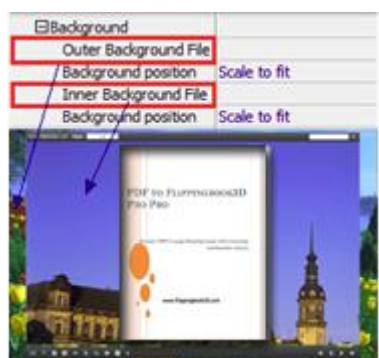 Background
Outer Background File
Background position Scale to fit
Inner Background File
Background position Scale to fit
PDF to FlippingBook3D
Pro Pro
www.flippingbook3d.com